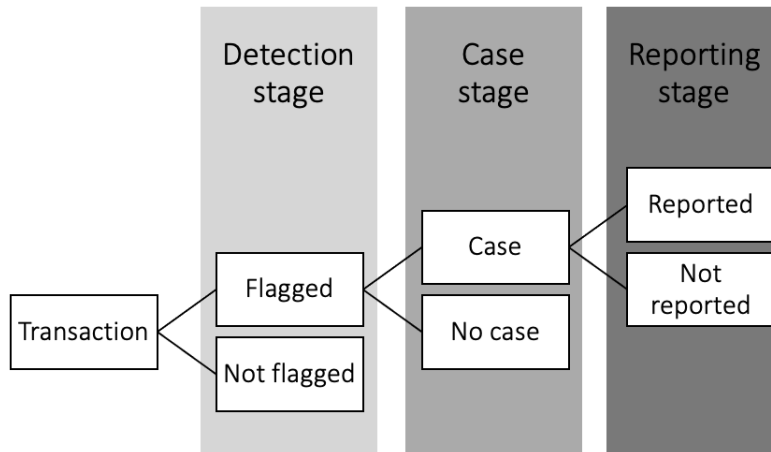 Detection
stage
Case
stage
Reporting
stage
Reported
Case
Not
reported
Flagged
No case
Transaction
Not flagged